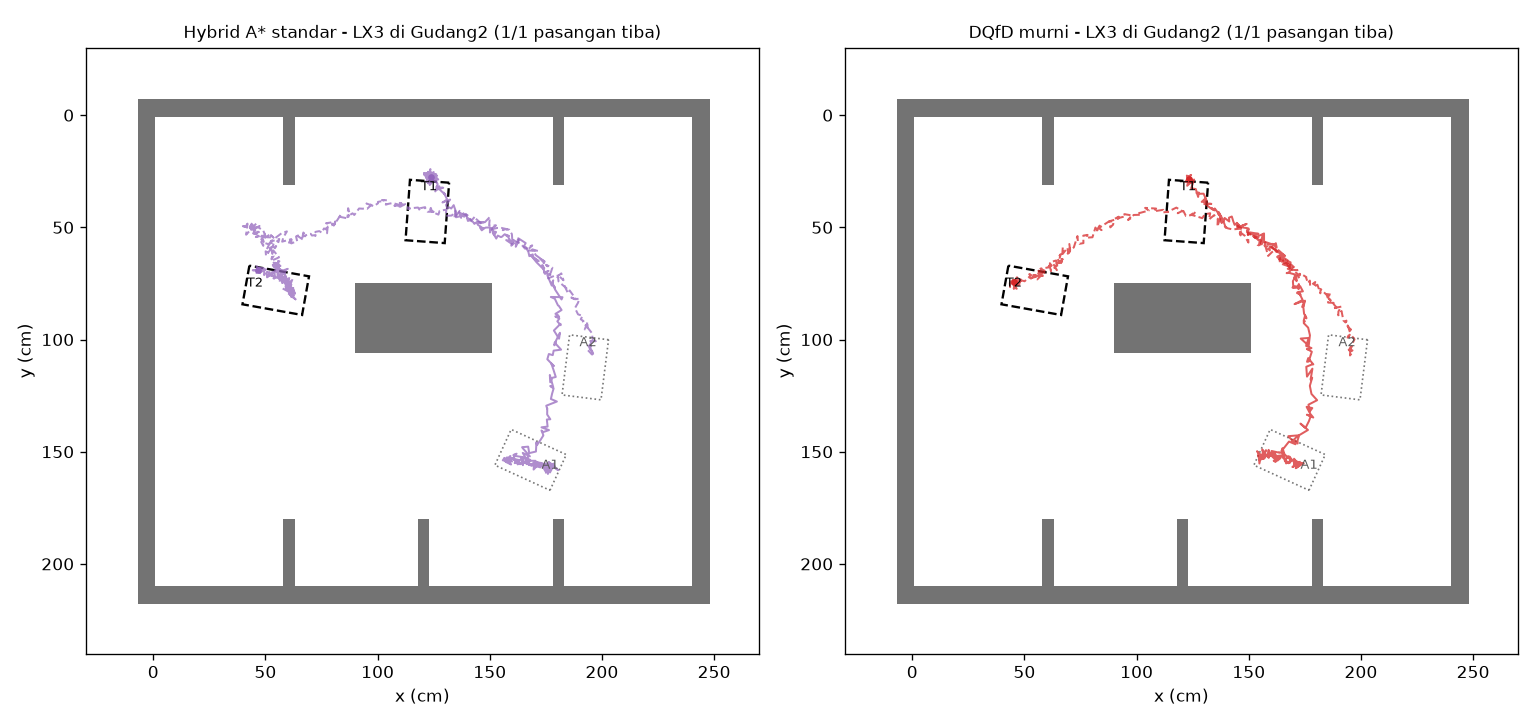 Hybrid A* standar - LX3 di Gudang2 (1/1 pasangan tiba)
0
50
100
150
200
y (cm)
T1
T2
A2
A1
0 50 100 150 200 250
x (cm)
DQfD murni - LX3 di Gudang2 (1/1 pasangan tiba)
0
50
100
150
200
y (cm)
T1
T2
A2
A1
0 50 100 150 200 250
x (cm)